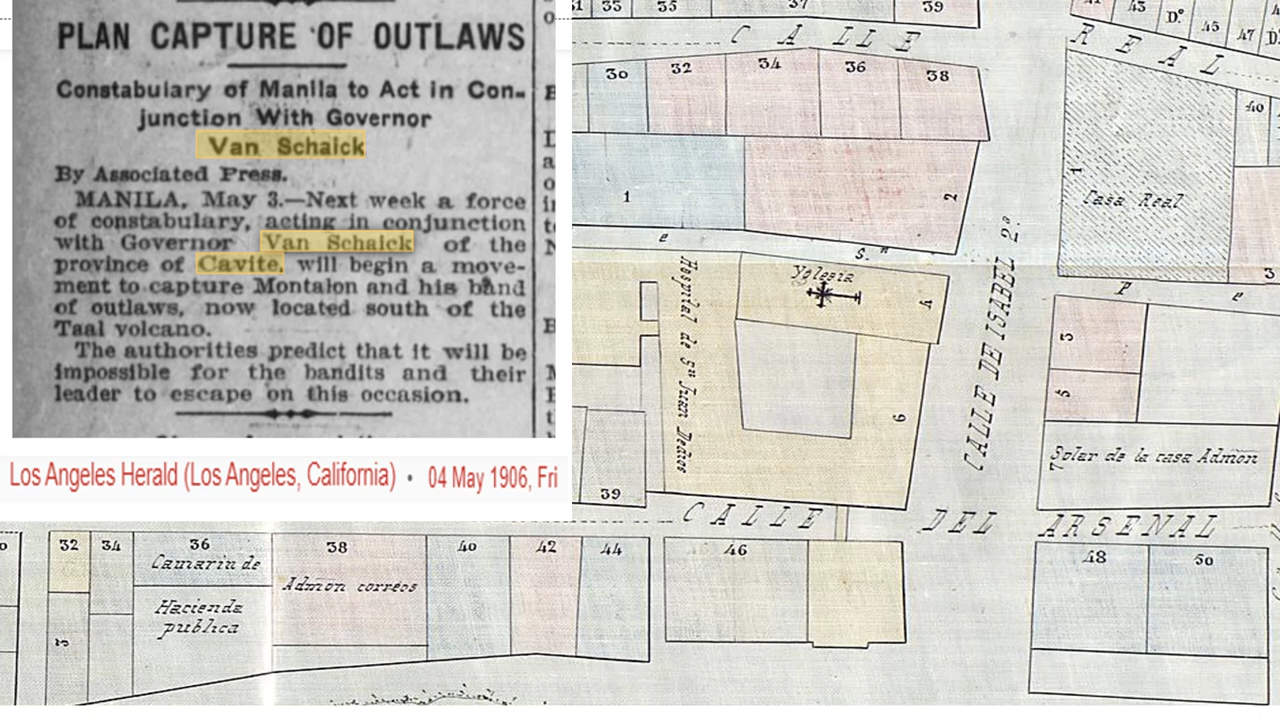 PLAN CAPTURE OF OUTLAWS
Constabulary of Manila to Act in Con-
junction With Governor
Van Schaick
By Associated Press.
MANILA, May 3.—Next week a force
of constabulary, acting in conjunction
with Governor Van Schaick of the
province of Cavite, will begin a move-
ment to capture Montalon and his band
of outlaws, now located south of the
Taal volcano.
The authorities predict that it will be
impossible for the bandits and their
leader to escape on this occasion.
Los Angeles Herald (Los Angeles, California) • 04 May 1906, Fri
33 35 37 39
CALLE REAL
43 Dº 45 47
30 32 34 36 38
40
1 2
1
Casa Real
3
e S.n
P e
Yglesia
4
Hospital de Sn Juan
6
CALLE DE ISABEL 2.ª
3
5
7
Solar de la casa Admon
39
CALLE DEL ARSENAL
32 34 36 38 40 42 44 46 48 50
Camarin de
Hacienda
publica
Admon correos